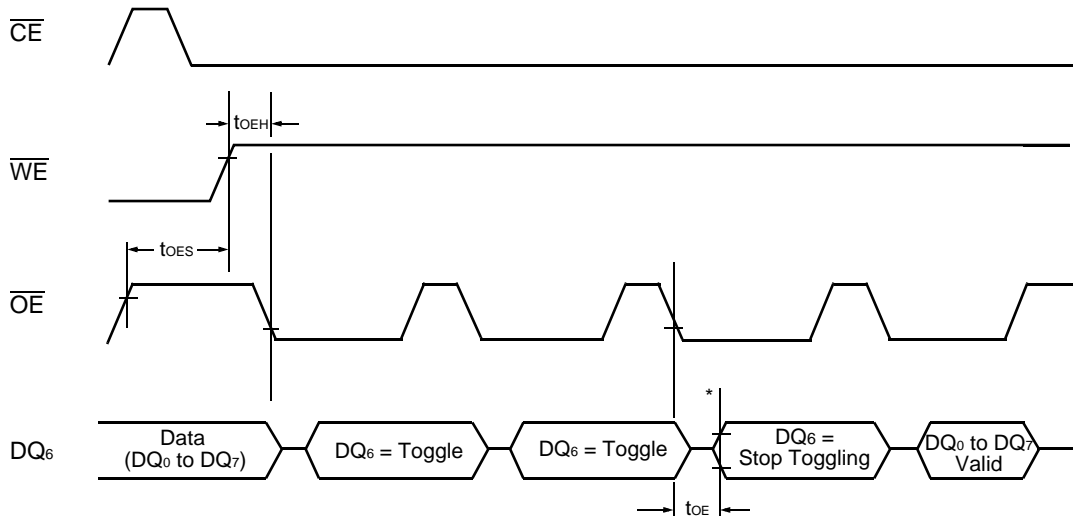 CE
tOEH
WE
tOES
OE
*
DQ6
Data
(DQ0 to DQ7)
DQ6 = Toggle
DQ6 = Toggle
DQ6 =
Stop Toggling
DQ0 to DQ7
Valid
tOE